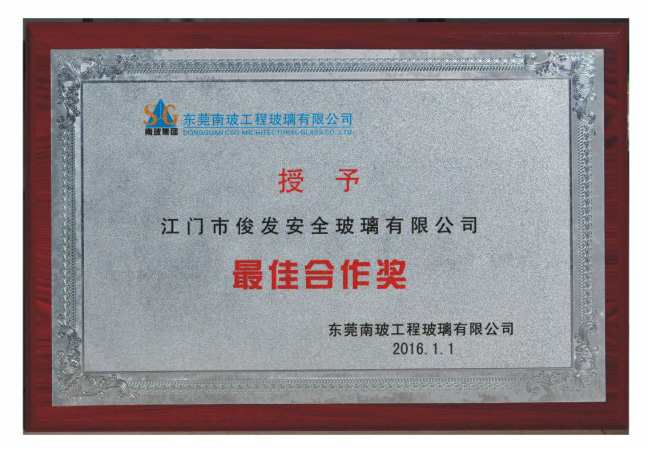 南玻集团
东莞南玻工程玻璃有限公司
DONGGUAN CSG ARCHITECTURAL GLASS CO., LTD
授予
江门市俊发安全玻璃有限公司
最佳合作奖
东莞南玻工程玻璃有限公司
2016.1.1